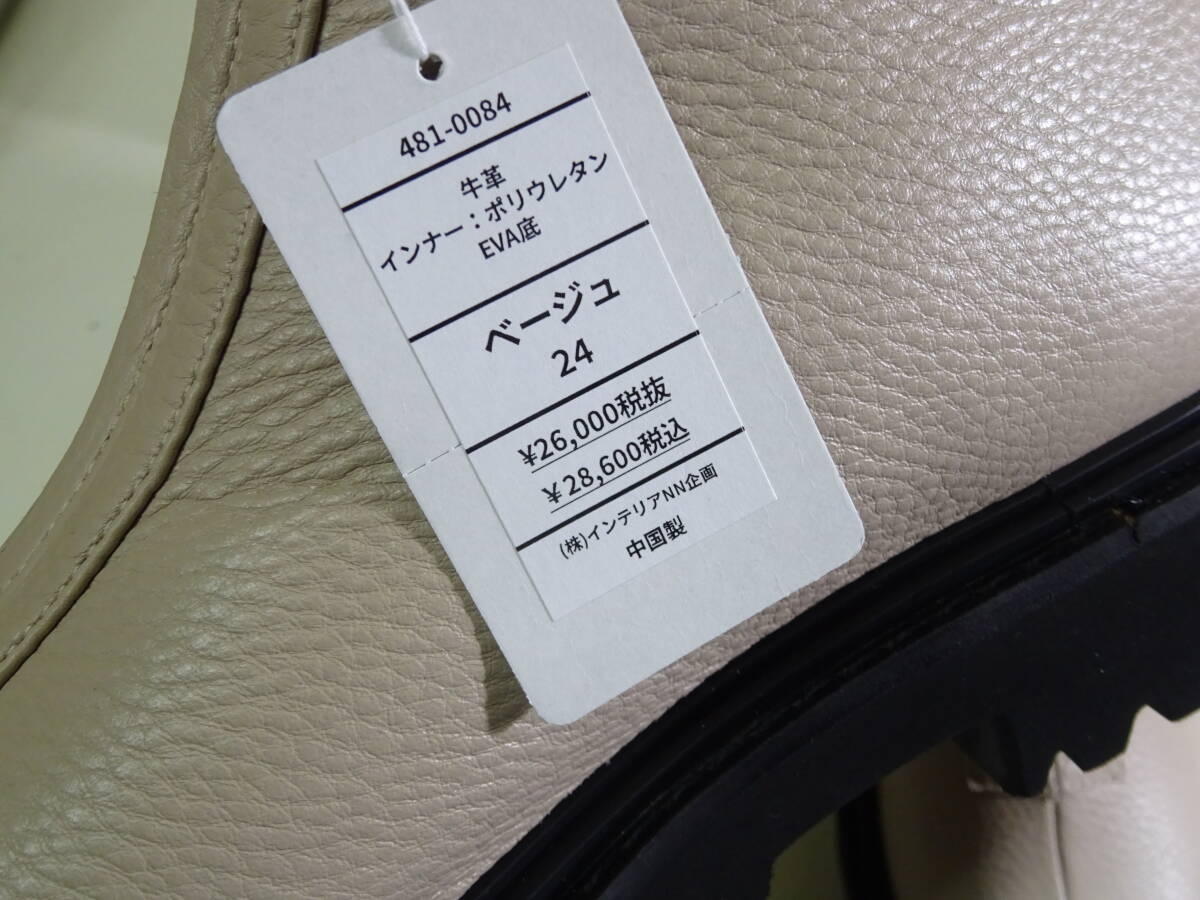 481-0084
牛革
インナー：ポリウレタン
EVA底
ベージュ
24
¥26,000税抜
¥28,600税込
(株)インテリアNN企画
中国製